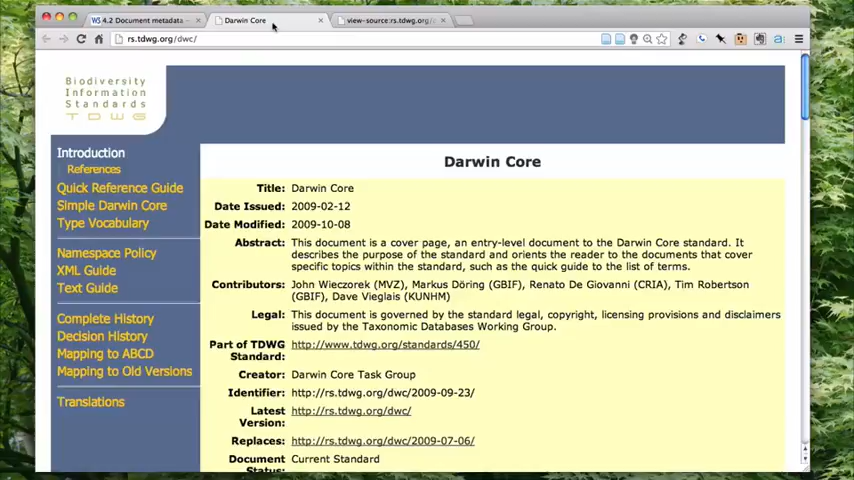 4.2 Document metadata
Darwin Core
view-source:rs.tdwg.org/
rs.tdwg.org/dwc/
Biodiversity
Information
Standards
TDWG
Introduction
References
Quick Reference Guide
Simple Darwin Core
Type Vocabulary
Namespace Policy
XML Guide
Text Guide
Complete History
Decision History
Mapping to ABCD
Mapping to Old Versions
Translations
Darwin Core
Title: Darwin Core
Date Issued: 2009-02-12
Date Modified: 2009-10-08
Abstract: This document is a cover page, an entry-level document to the Darwin Core standard. It
describes the purpose of the standard and orients the reader to the documents that cover
specific topics within the standard, such as the quick guide to the list of terms.
Contributors: John Wieczorek (MVZ), Markus Döring (GBIF), Renato De Giovanni (CRIA), Tim Robertson
(GBIF), Dave Vieglais (KUNHM)
Legal: This document is governed by the standard legal, copyright, licensing provisions and disclaimers
issued by the Taxonomic Databases Working Group.
Part of TDWG http://www.tdwg.org/standards/450/
Standard:
Creator: Darwin Core Task Group
Identifier: http://rs.tdwg.org/dwc/2009-09-23/
Latest http://rs.tdwg.org/dwc/
Version:
Replaces: http://rs.tdwg.org/dwc/2009-07-06/
Document Current Standard
Status: